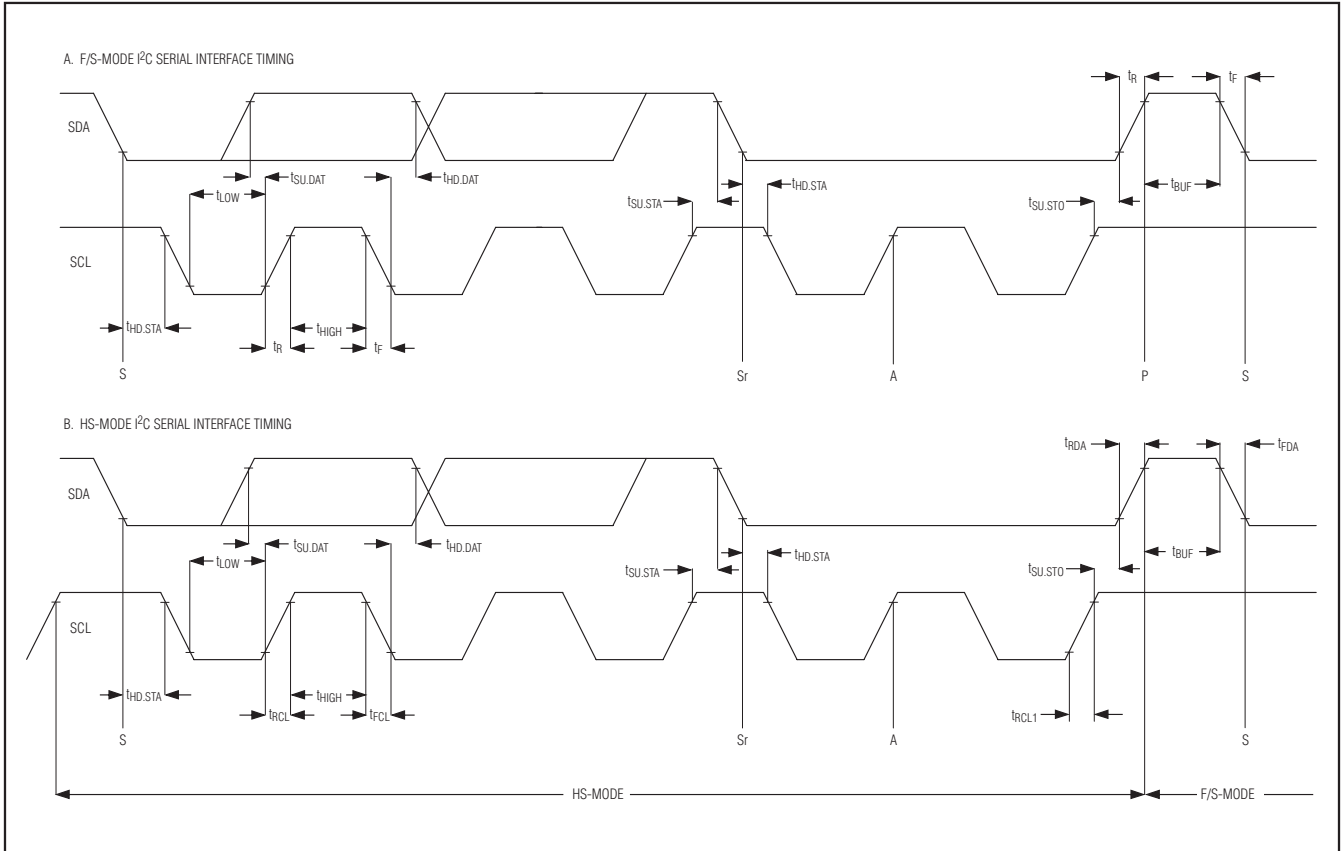 A. F/S-MODE I²C SERIAL INTERFACE TIMING
tR
tF
SDA
tSU.DAT
tHD.DAT
tLOW
tHD.STA
tBUF
tSU.STA
tSU.STO
SCL
tHD.STA
tHIGH
tR
tF
S
Sr
A
P
S
B. HS-MODE I²C SERIAL INTERFACE TIMING
tRDA
tFDA
SDA
tSU.DAT
tHD.DAT
tLOW
tHD.STA
tBUF
tSU.STA
tSU.STO
SCL
tHD.STA
tHIGH
tRCL
tFCL
tRCL1
S
Sr
A
S
HS-MODE
F/S-MODE